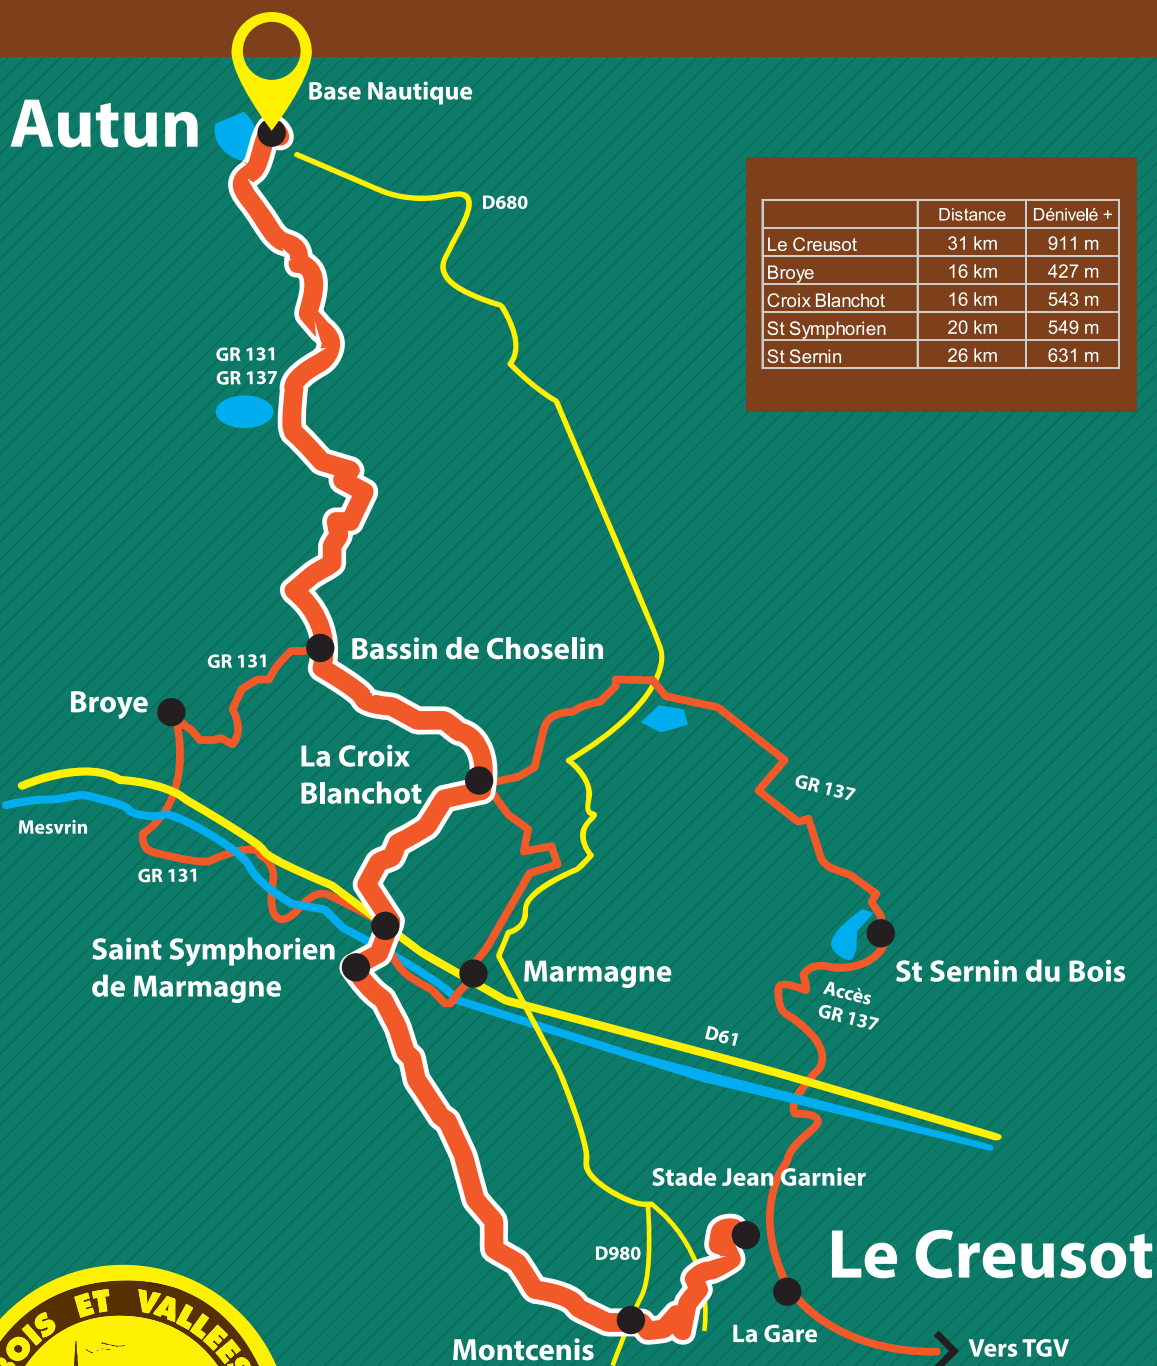 Base Nautique
Autun
D680
Distance Dénivelé +
Le Creusot 31 km 911 m
Broye 16 km 427 m
Croix Blanchot 16 km 543 m
St Symphorien 20 km 549 m
St Sernin 26 km 631 m
GR 131
GR 137
Bassin de Choselin
GR 131
Broye
La Croix
Blanchot
GR 137
Mesvrin
GR 131
Saint Symphorien
de Marmagne
Marmagne
St Sernin du Bois
Accès
GR 137
D61
Stade Jean Garnier
Le Creusot
D980
La Gare
Montcenis
Vers TGV
BOIS ET VALLEES